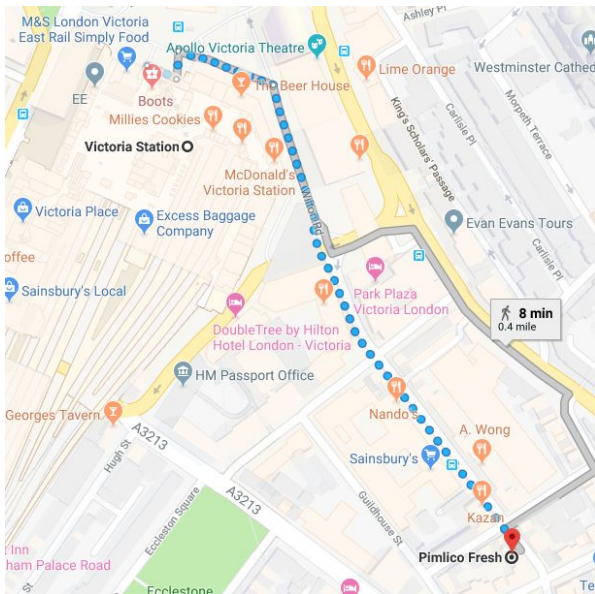 M&S London Victoria
East Rail Simply Food
Ashley Pl
Apollo Victoria Theatre
Lime Orange
Westminster Cathed
EE
Boots
The Beer House
Millies Cookies
King's Scholars' Passage
Carlisle Pl
Morpeth Terrace
Victoria Station
McDonald's
Victoria Station
Wilton Rd
Victoria Place
Excess Baggage
Company
Evan Evans Tours
Carlisle Pl
offee
Sainsbury's Local
Park Plaza
Victoria London
8 min
0.4 mile
DoubleTree by Hilton
Hotel London - Victoria
HM Passport Office
Georges Tavern
Nando's
A3213
Hugh St
A. Wong
Sainsbury's
A3213
Eccleston Square
Guildhouse St
Kazan
Inn
ham Palace Road
Pimlico Fresh
Ecclestone
Te